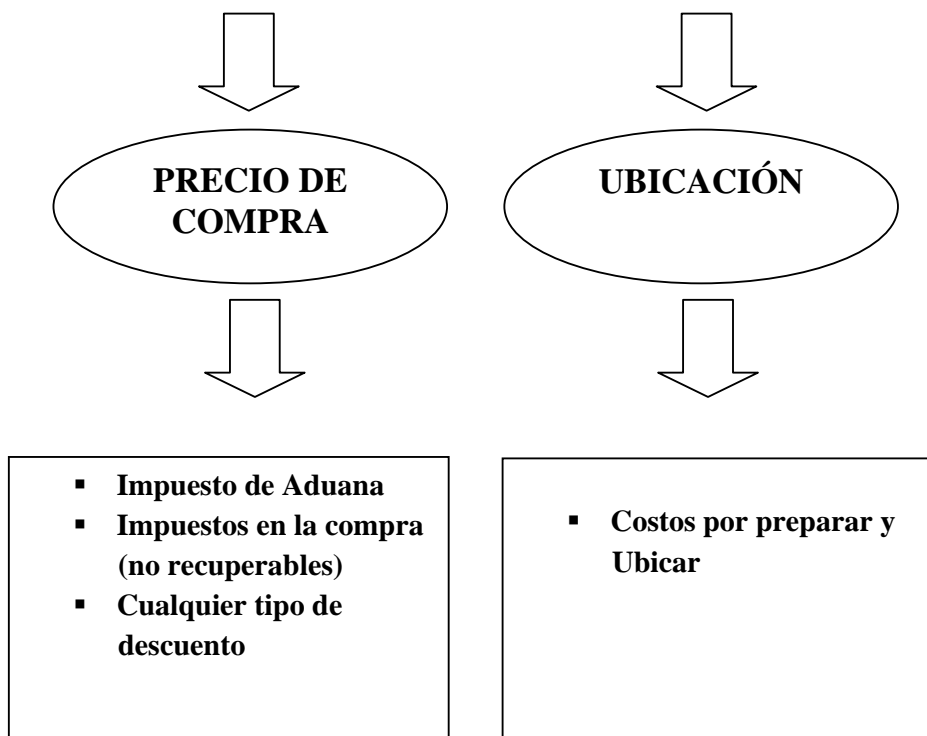 PRECIO DE
COMPRA
UBICACIÓN
▪ Impuesto de Aduana
▪ Impuestos en la compra
(no recuperables)
▪ Cualquier tipo de
descuento
▪ Costos por preparar y
Ubicar